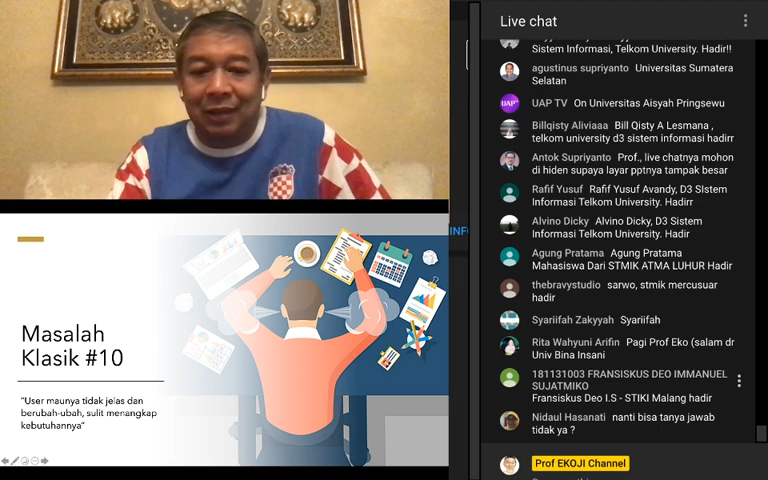 Live chat
Sistem Informasi, Telkom University. Hadir!!
agustinus supriyanto Universitas Sumatera
Selatan
UAP TV On Universitas Aisyah Pringsewu
Billqisty Aliviaaa Bill Qisty A Lesmana ,
telkom university d3 sistem informasi hadirr
Antok Supriyanto Prof., live chatnya mohon
di hiden supaya layar pptnya tampak besar
Rafif Yusuf Rafif Yusuf Avandy, D3 SIstem
Informasi Telkom University. Hadirr
Alvino Dicky Alvino Dicky, D3 Sistem
Informasi Telkom University. Hadir
Agung Pratama Agung Pratama
Mahasiswa Dari STMIK ATMA LUHUR Hadir
thebravystudio sarwo, stmik mercusuar
hadir
Syariifah Zakyyah Syariifah
Rita Wahyuni Arifin Pagi Prof Eko (salam dr
Univ Bina Insani
181131003 FRANSISKUS DEO IMMANUEL
SUJATMIKO
Fransiskus Deo I.S - STIKI Malang hadir
Nidaul Hasanati nanti bisa tanya jawab
tidak ya ?
Prof EKOJI Channel
UAP
INF
Masalah
Klasik #10
"User maunya tidak jelas dan
berubah-ubah, sulit menangkap
kebutuhannya"